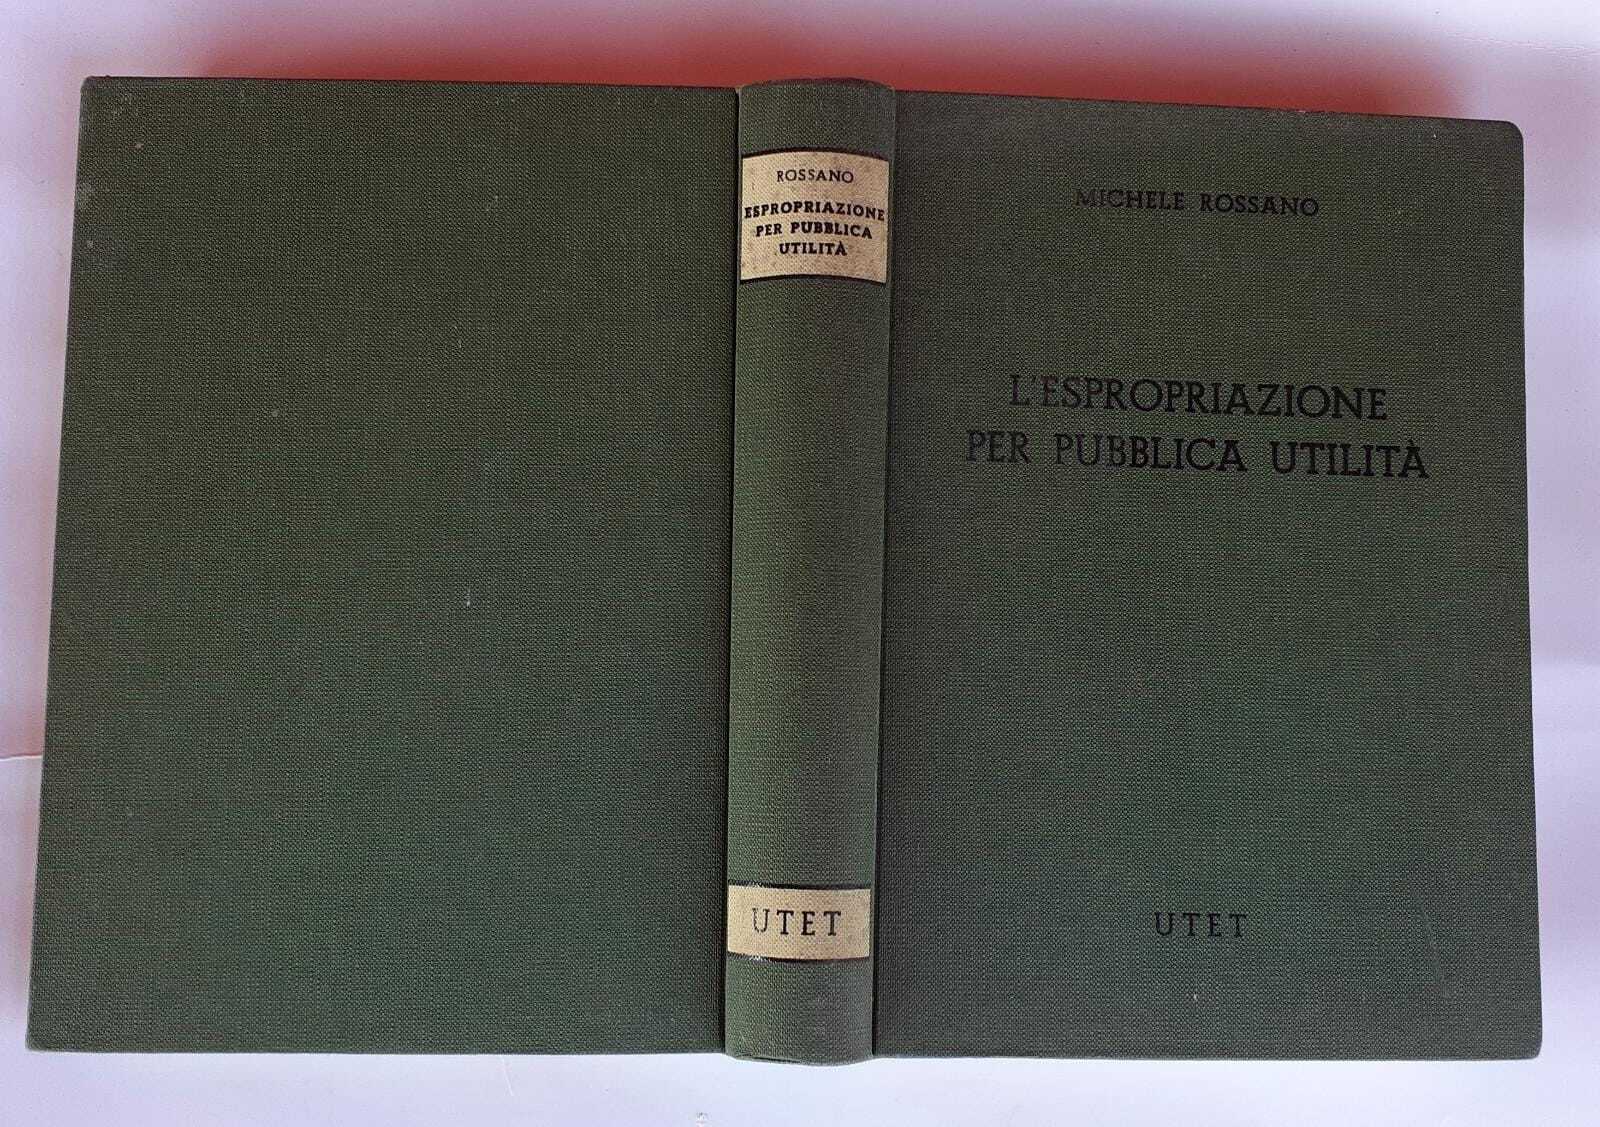 ROSSANO
ESPROPRIAZIONE
PER PUBBLICA
UTILITÀ
UTET
MICHELE ROSSANO
L'ESPROPRIAZIONE
PER PUBBLICA UTILITÀ
UTET